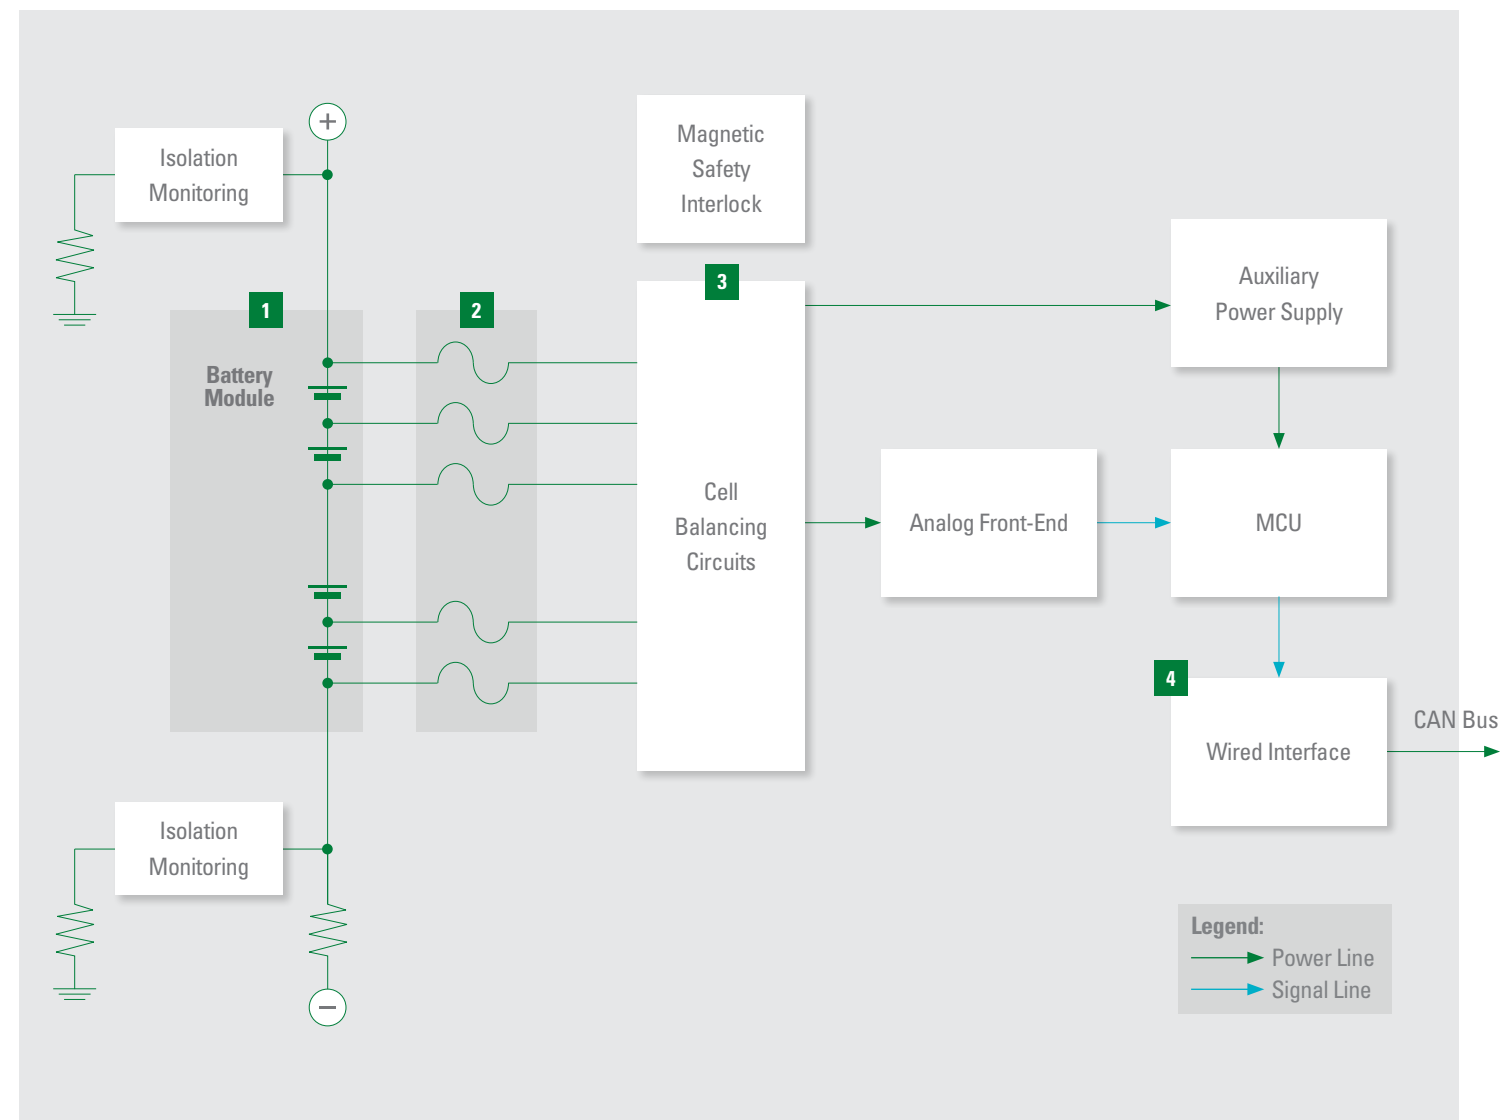 +
Isolation
Monitoring
Magnetic
Safety
Interlock
1
2
3
Battery
Module
Auxiliary
Power Supply
Cell
Balancing
Circuits
Analog Front-End
MCU
4
Wired Interface
CAN Bus
Isolation
Monitoring
−
Legend:
Power Line
Signal Line